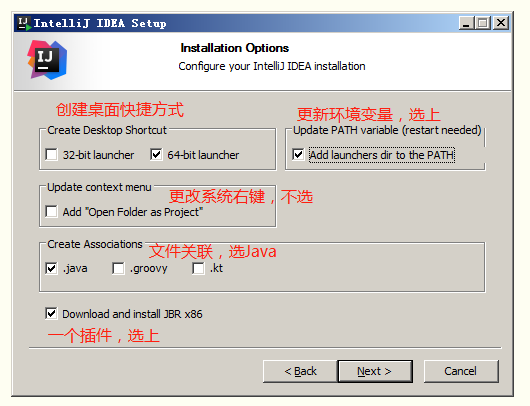 IntelliJ IDEA Setup
IJ
Installation Options
Configure your IntelliJ IDEA installation
创建桌面快捷方式
更新环境变量，选上
Create Desktop Shortcut
Update PATH variable (restart needed)
32-bit launcher
64-bit launcher
Add launchers dir to the PATH
Update context menu
更改系统右键，不选
Add "Open Folder as Project"
Create Associations
文件关联，选Java
.java
.groovy
.kt
Download and install JBR x86
一个插件，选上
< Back
Next >
Cancel